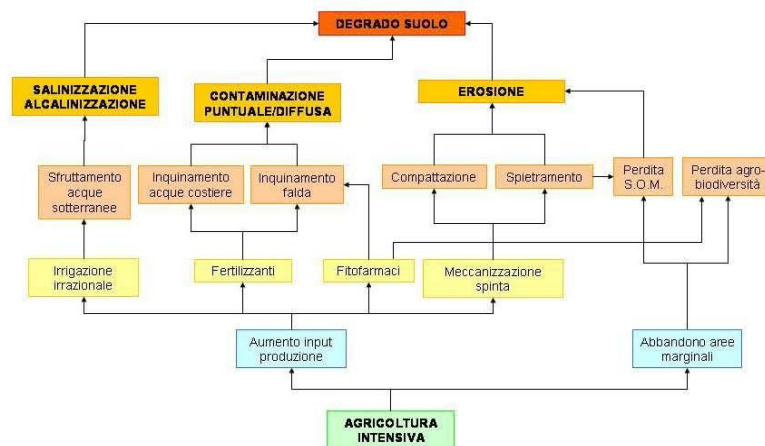 DEGRADO SUOLO
SALINIZZAZIONE
ALCALINIZZAZIONE
CONTAMINAZIONE
PUNTUALE/DIFFUSA
EROSIONE
Sfruttamento
acque
sotterranee
Inquinamento
acque costiere
Inquinamento
falda
Compattazione
Spietramento
Perdita
S.O.M.
Perdita agro-
biodiversità
Irrigazione
irrazionale
Fertilizzanti
Fitofarmaci
Meccanizzazione
spinta
Aumento input
produzione
Abbandono aree
marginali
AGRICOLTURA
INTENSIVA